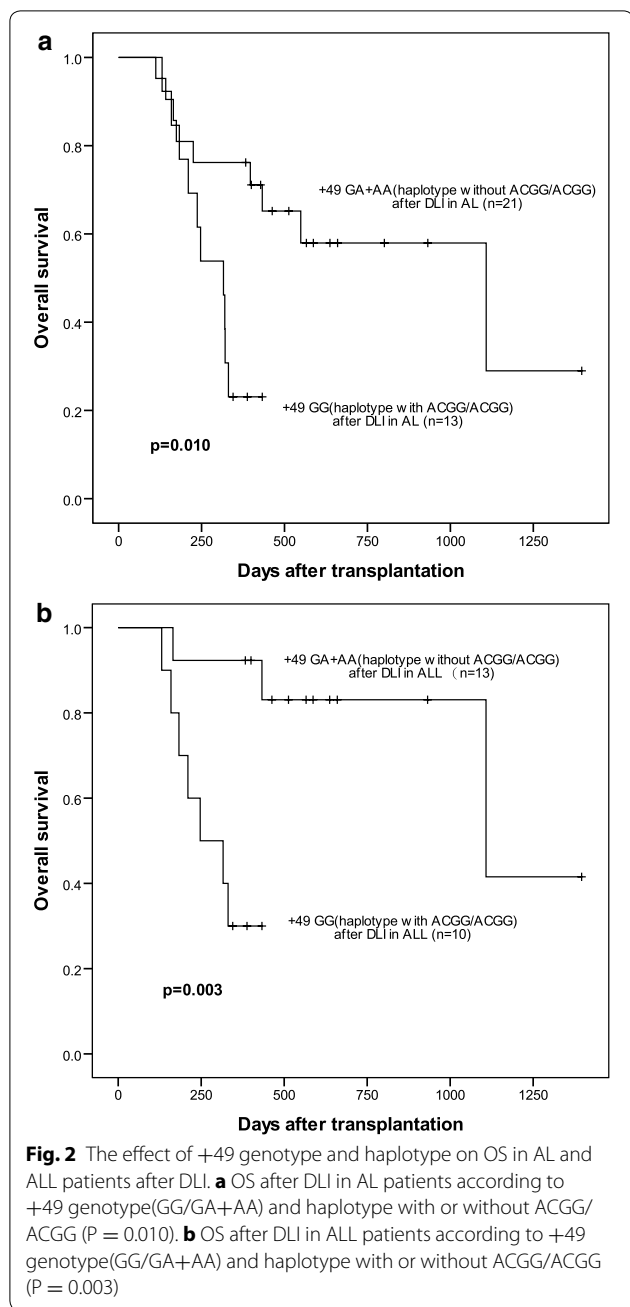 a
1.0
0.8
0.6
0.4
0.2
0.0
Overall survival
+49 GA+AA(haplotype without ACGG/ACGG)
after DLI in AL (n=21)
+49 GG(haplotype with ACGG/ACGG)
after DLI in AL (n=13)
p=0.010
0 250 500 750 1000 1250
Days after transplantation
b
1.0
0.8
0.6
0.4
0.2
0.0
Overall survival
+49 GA+AA(haplotype without ACGG/ACGG)
after DLI in ALL （n=13)
+49 GG(haplotype with ACGG/ACGG)
after DLI in ALL (n=10)
p=0.003
0 250 500 750 1000 1250
Days after transplantation
Fig. 2 The effect of +49 genotype and haplotype on OS in AL and
ALL patients after DLI. a OS after DLI in AL patients according to
+49 genotype(GG/GA+AA) and haplotype with or without ACGG/
ACGG (P = 0.010). b OS after DLI in ALL patients according to +49
genotype(GG/GA+AA) and haplotype with or without ACGG/ACGG
(P = 0.003)